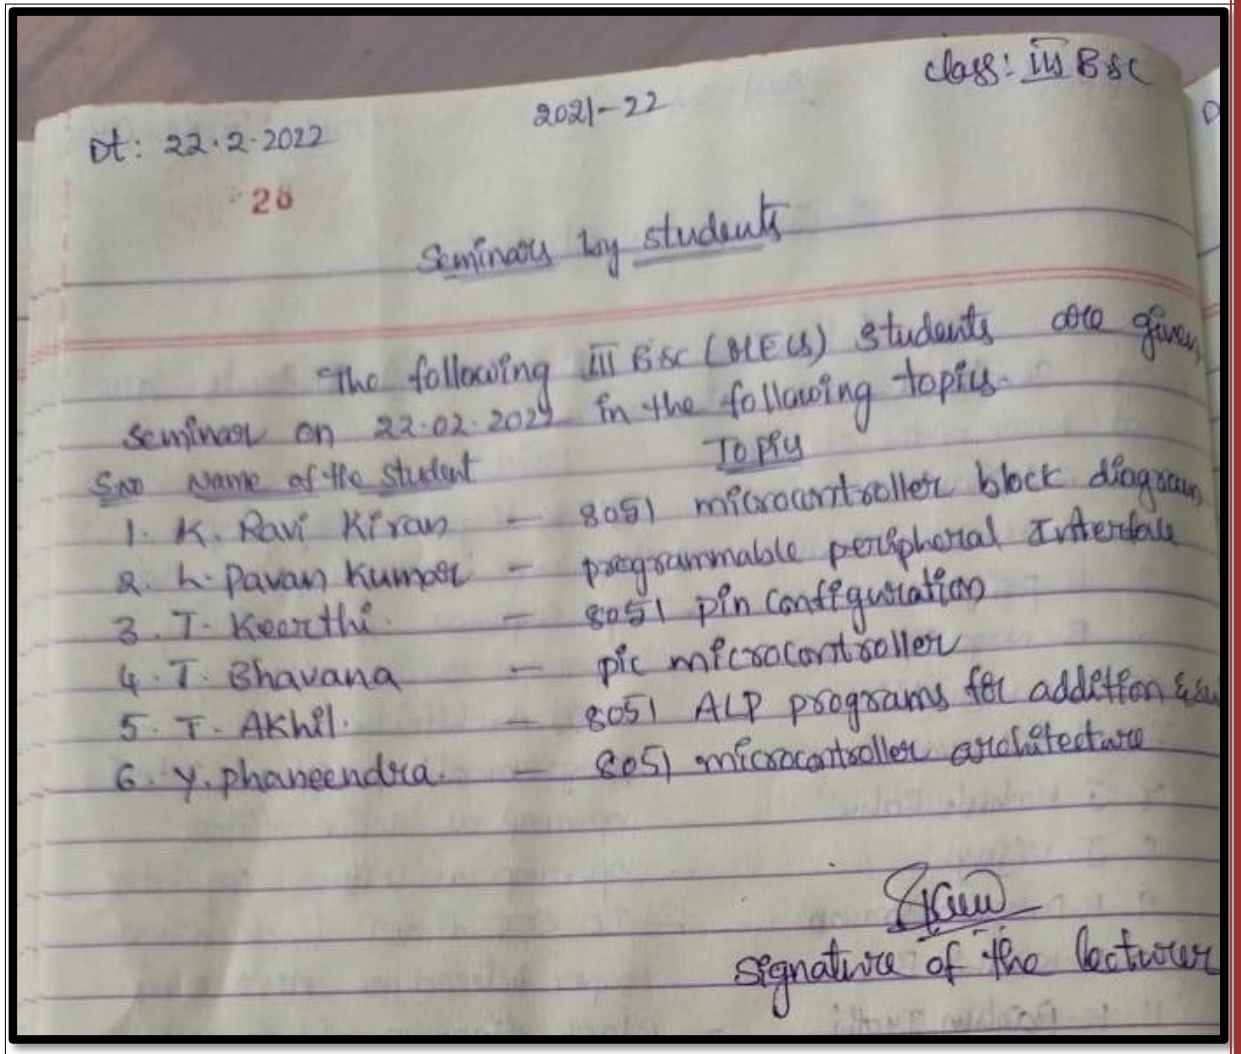 class: III BSC
2021-22
Dt: 22.2.2022
26
Seminars by students
The following III BSC (MECS) students are given
Seminar on 22.02.2022 in the following topics.
SNO Name of the Student Topics
1. K. Ravi Kiran - 8051 microcontroller block diagram
2. L. Pavan Kumar - programmable peripheral Interface
3. T. Keerthi. - 8051 pin configuration
4. T. Bhavana - pic microcontroller
5. T. Akhil. - 8051 ALP programs for addition &
6. Y. phaneendra. - 8051 microcontroller architecture
signature of the lecturer